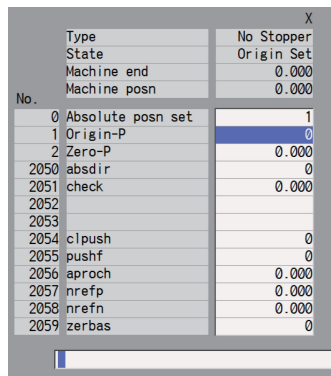 X
Type No Stopper
State Origin Set
Machine end 0.000
Machine posn 0.000
No.
0 Absolute posn set 1
1 Origin-P 0
2 Zero-P 0.000
2050 absdir 0
2051 check 0.000
2052
2053
2054 clpush 0
2055 pushf 0
2056 aproch 0.000
2057 nrefp 0.000
2058 nrefn 0.000
2059 zerbas 0